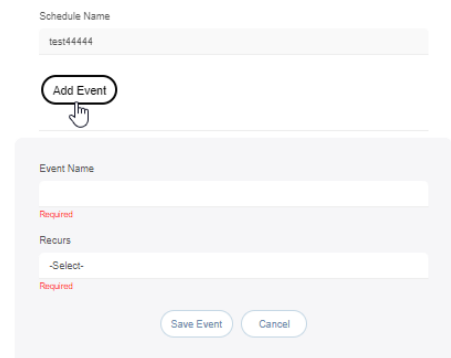 Schedule Name
test44444
Add Event
Event Name
Required
Recurs
-Select-
Required
Save Event Cancel